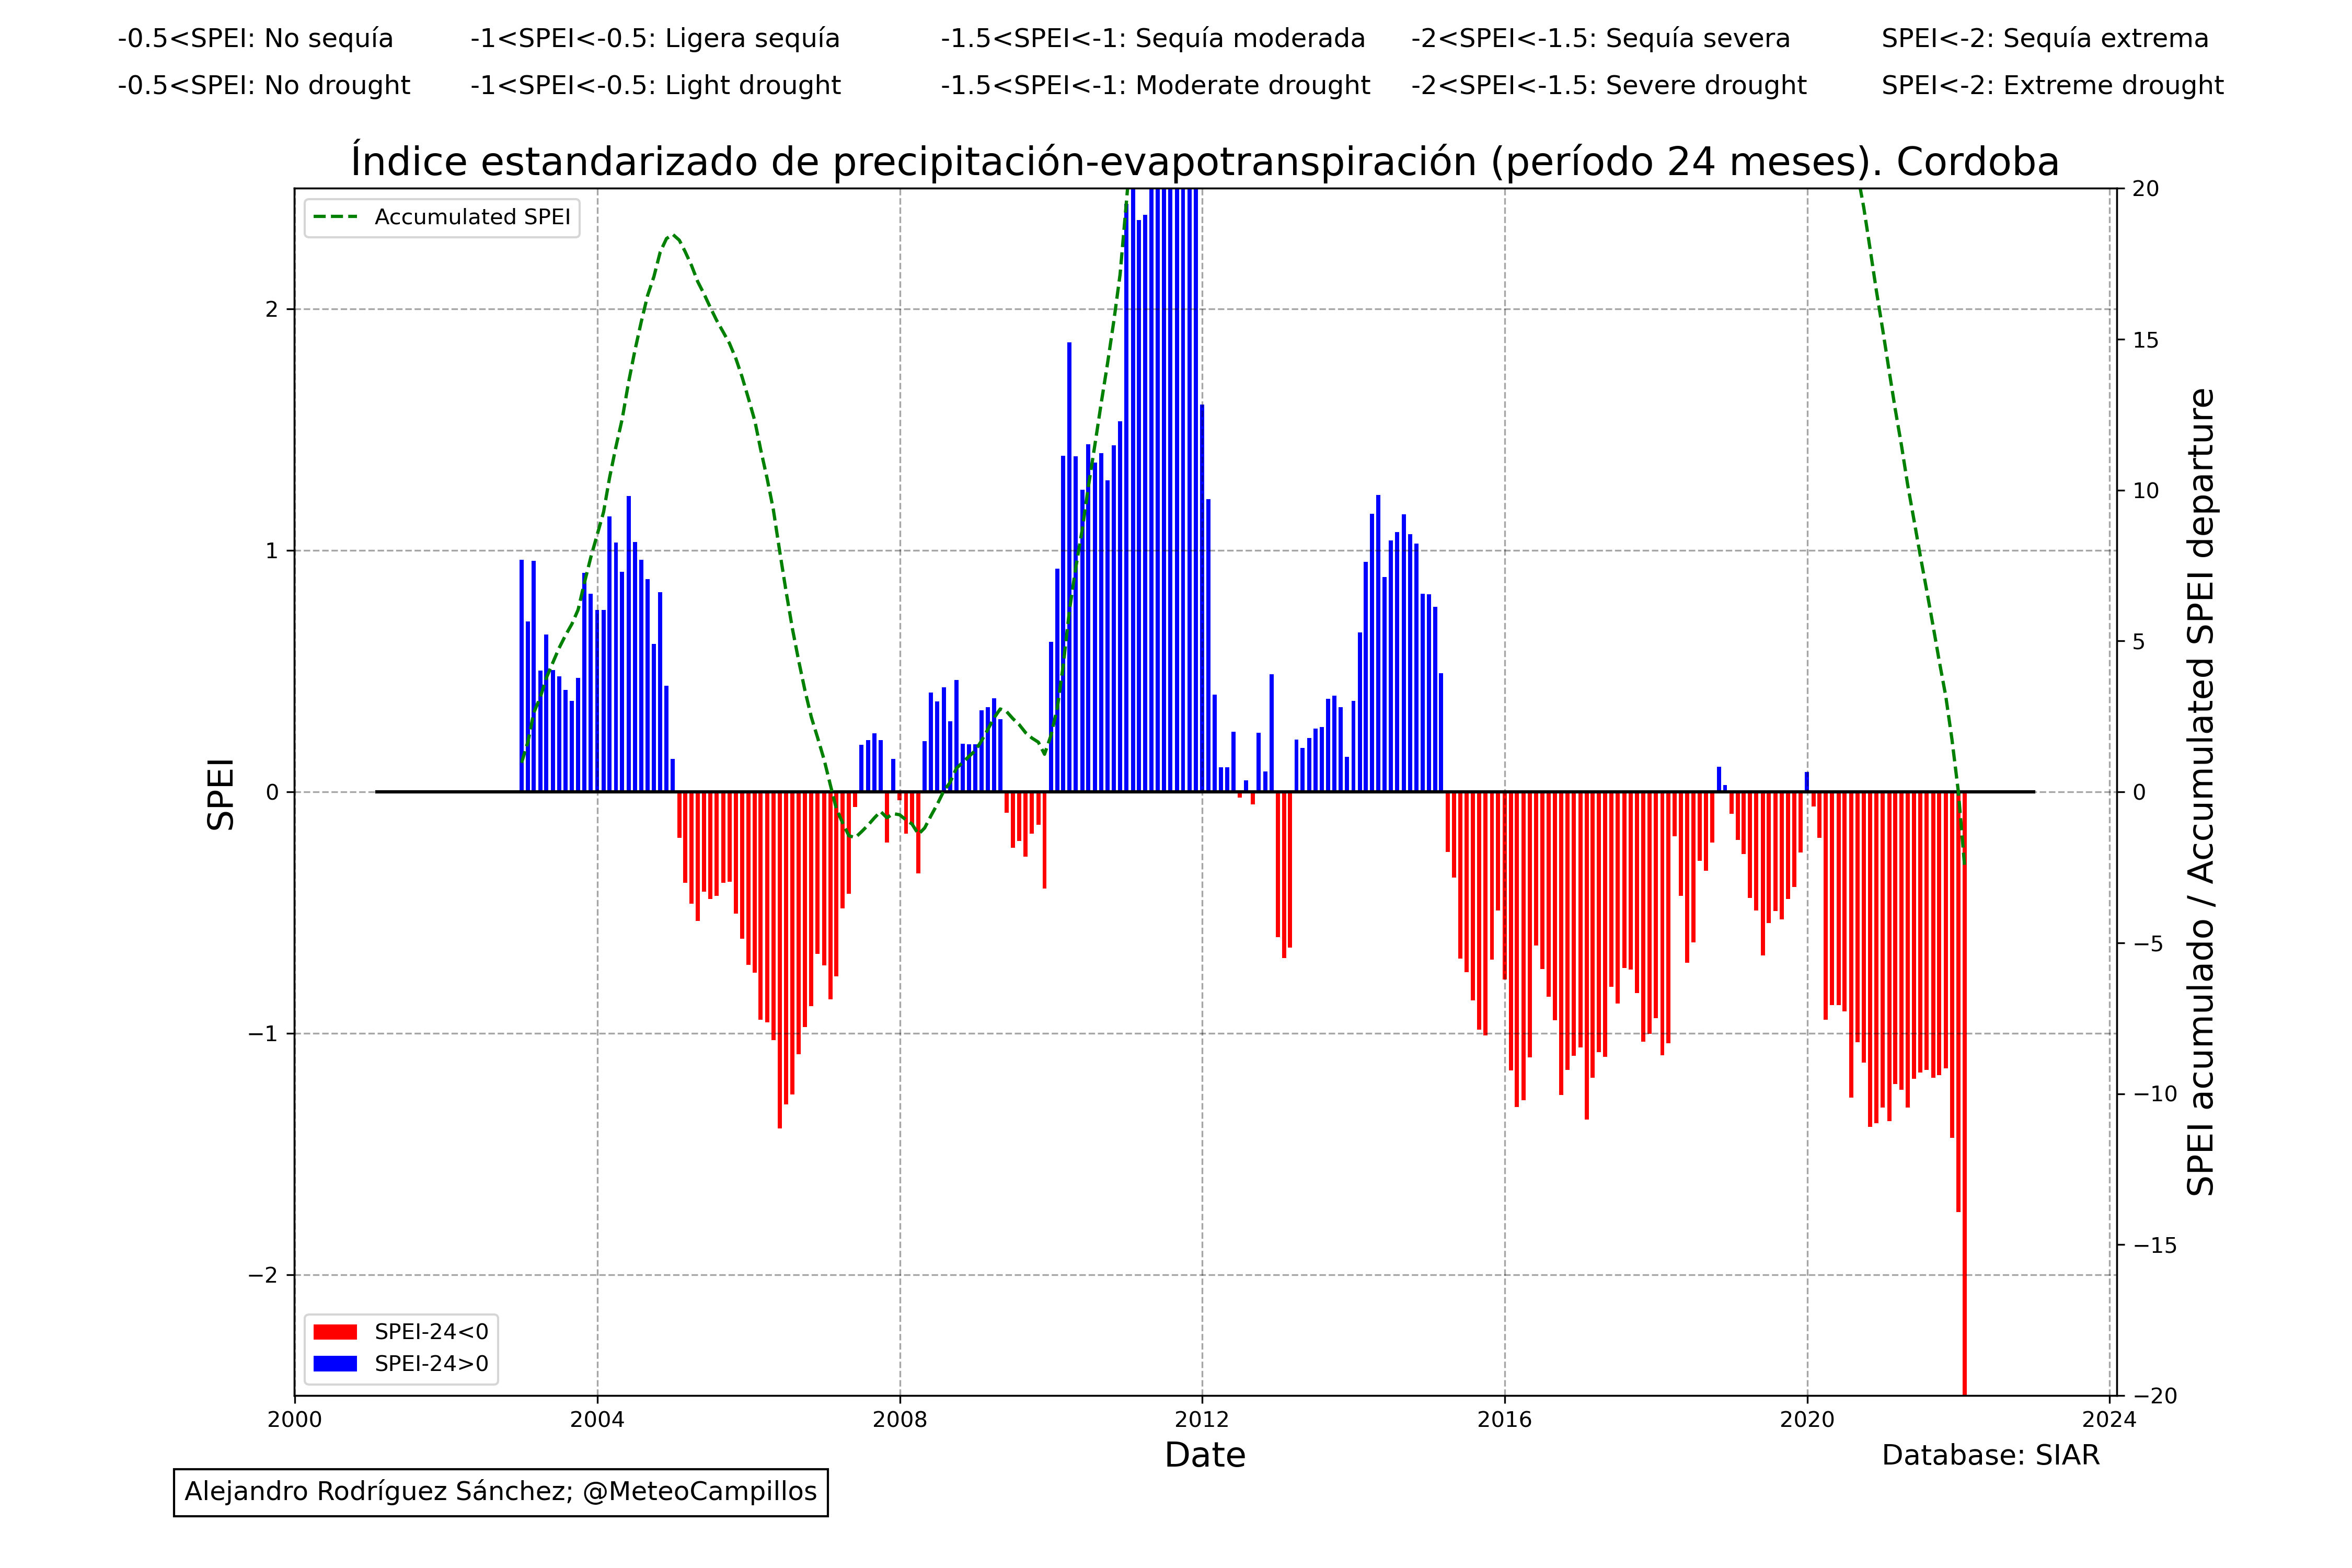 -0.5<SPEI: No sequía -1<SPEI<-0.5: Ligera sequía -1.5<SPEI<-1: Sequía moderada -2<SPEI<-1.5: Sequía severa SPEI<-2: Sequía extrema
-0.5<SPEI: No drought -1<SPEI<-0.5: Light drought -1.5<SPEI<-1: Moderate drought -2<SPEI<-1.5: Severe drought SPEI<-2: Extreme drought
Índice estandarizado de precipitación-evapotranspiración (período 24 meses). Cordoba
Accumulated SPEI
2
1
0
−1
−2
SPEI
20
15
10
5
0
−5
−10
−15
−20
SPEI acumulado / Accumulated SPEI departure
SPEI-24<0
SPEI-24>0
2000 2004 2008 2012 2016 2020 2024
Date
Database: SIAR
Alejandro Rodríguez Sánchez; @MeteoCampillos